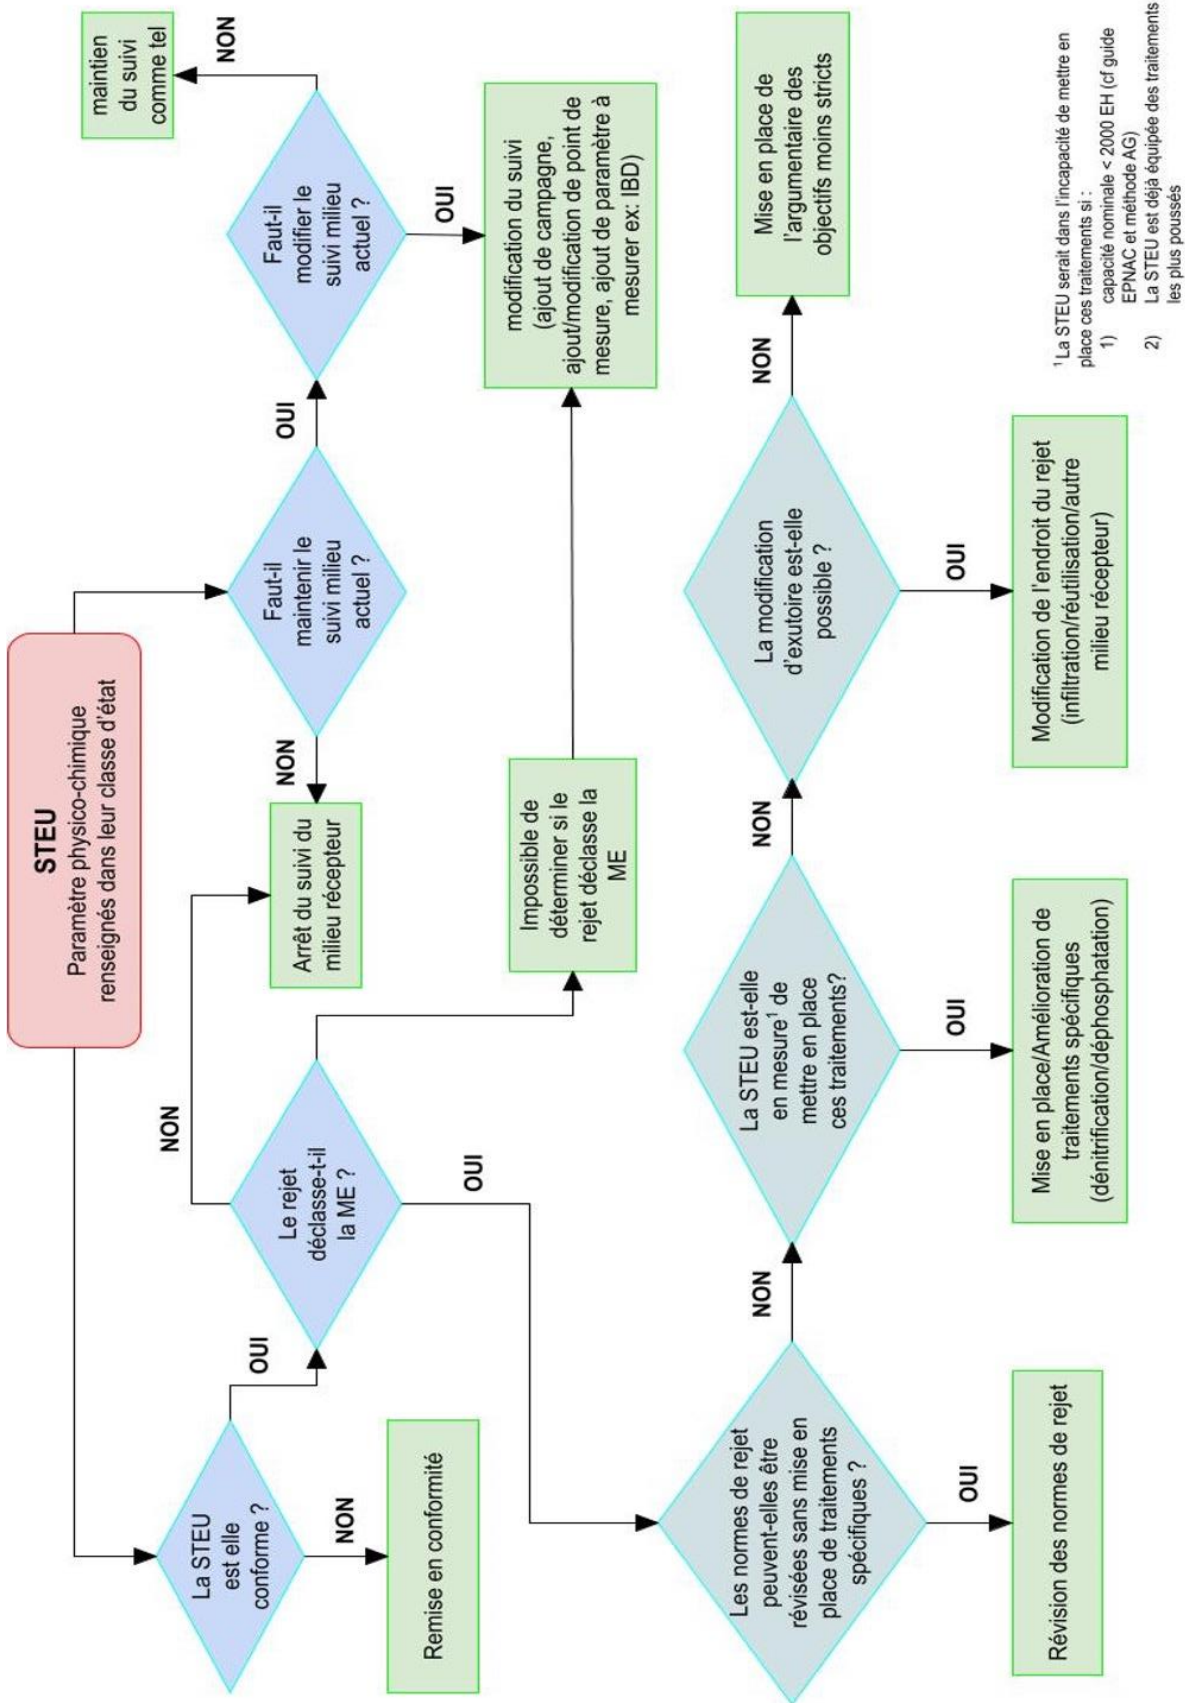 STEU
Paramètre physico-chimique
renseignés dans leur classe d'état
La STEU
est elle
conforme ?
OUI
NON
Remise en conformité
Le rejet
déclasse-t-il
la ME ?
NON
OUI
Arrêt du suivi du
milieu récepteur
Impossible de
déterminer si le
rejet déclasse la
ME
Faut-il
maintenir le
suivi milieu
actuel ?
NON
OUI
Faut-il
modifier le
suivi milieu
actuel ?
NON
maintien
du suivi
comme tel
OUI
modification du suivi
(ajout de campagne,
ajout/modification de point de
mesure, ajout de paramètre à
mesurer ex: IBD)
Les normes de rejet
peuvent-elles être
révisées sans mise en
place de traitements
spécifiques ?
OUI
Révision des normes de rejet
NON
La STEU est-elle
en mesure¹ de
mettre en place
ces traitements?
OUI
Mise en place/Amélioration de
traitements spécifiques
(dénitrification/déphosphatation)
NON
La modification
d'exutoire est-elle
possible ?
OUI
Modification de l'endroit du rejet
(infiltration/réutilisation/autre
milieu récepteur)
NON
Mise en place de
l'argumentaire des
objectifs moins stricts
¹ La STEU serait dans l'incapacité de mettre en
place ces traitements si :
1) capacité nominale < 2000 EH (cf guide
EPNAC et méthode AG)
2) La STEU est déjà équipée des traitements
les plus poussés